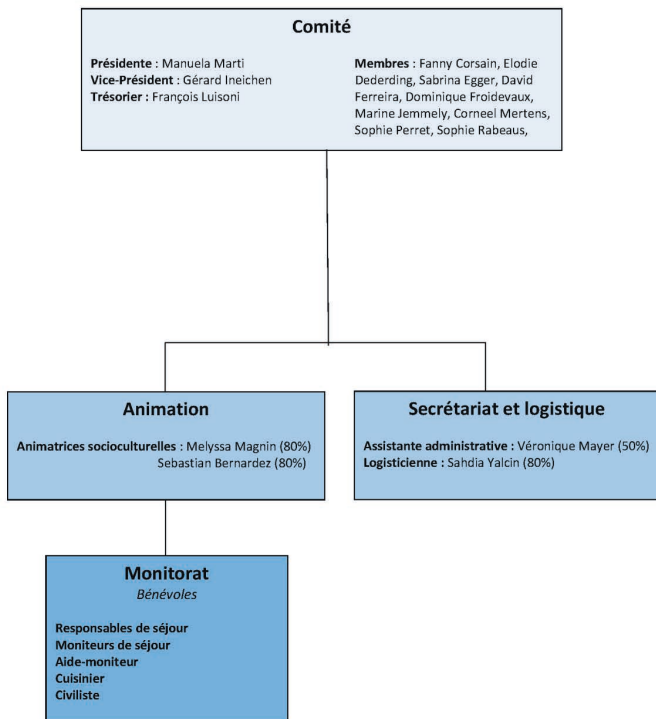 Comité
Présidente : Manuela Marti
Vice-Président : Gérard Ineichen
Trésorier : François Luisoni
Membres : Fanny Corsain, Elodie
Dederding, Sabrina Egger, David
Ferreira, Dominique Froidevaux,
Marine Jemmely, Corneel Mertens,
Sophie Perret, Sophie Rabeaus,
Animation
Animatrices socioculturelles : Melyssa Magnin (80%)
Sebastian Bernardez (80%)
Secrétariat et logistique
Assistante administrative : Véronique Mayer (50%)
Logisticienne : Sahdia Yalcin (80%)
Monitorat
Bénévoles
Responsables de séjour
Moniteurs de séjour
Aide-moniteur
Cuisinier
Civiliste